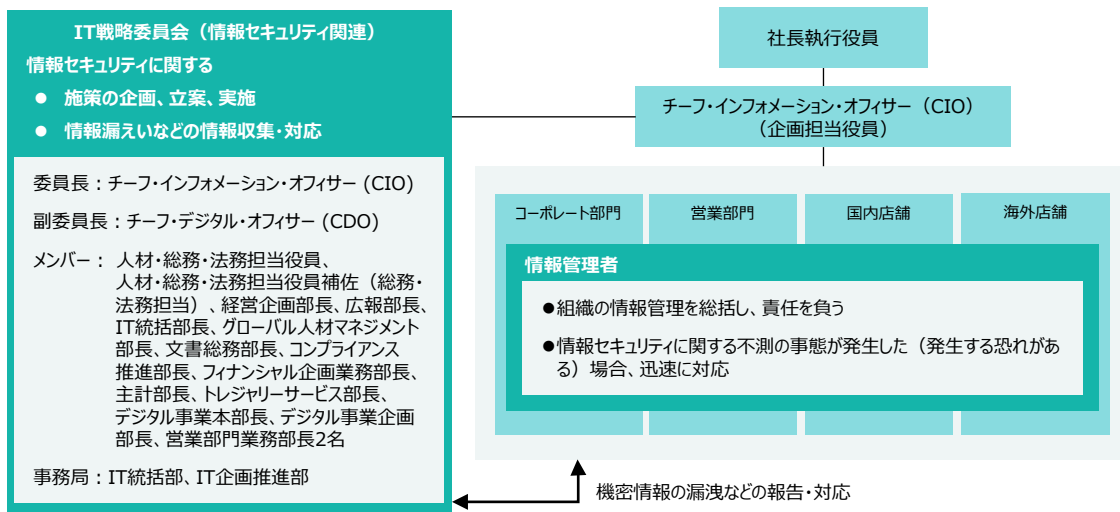 IT戦略委員会（情報セキュリティ関連）
情報セキュリティに関する
● 施策の企画、立案、実施
● 情報漏えいなどの情報収集・対応
委員長：チーフ・インフォメーション・オフィサー (CIO)
副委員長：チーフ・デジタル・オフィサー (CDO)
メンバー： 人材・総務・法務担当役員、
人材・総務・法務担当役員補佐（総務・
法務担当）、経営企画部長、広報部長、
IT統括部長、グローバル人材マネジメント
部長、文書総務部長、コンプライアンス
推進部長、フィナンシャル企画業務部長、
主計部長、トレジャリーサービス部長、
デジタル事業本部長、デジタル事業企画
部長、営業部門業務部長2名
事務局：IT統括部、IT企画推進部
社長執行役員
チーフ・インフォメーション・オフィサー（CIO）
（企画担当役員）
コーポレート部門
営業部門
国内店舗
海外店舗
情報管理者
●組織の情報管理を総括し、責任を負う
●情報セキュリティに関する不測の事態が発生した（発生する恐れがあ
る）場合、迅速に対応
機密情報の漏洩などの報告・対応